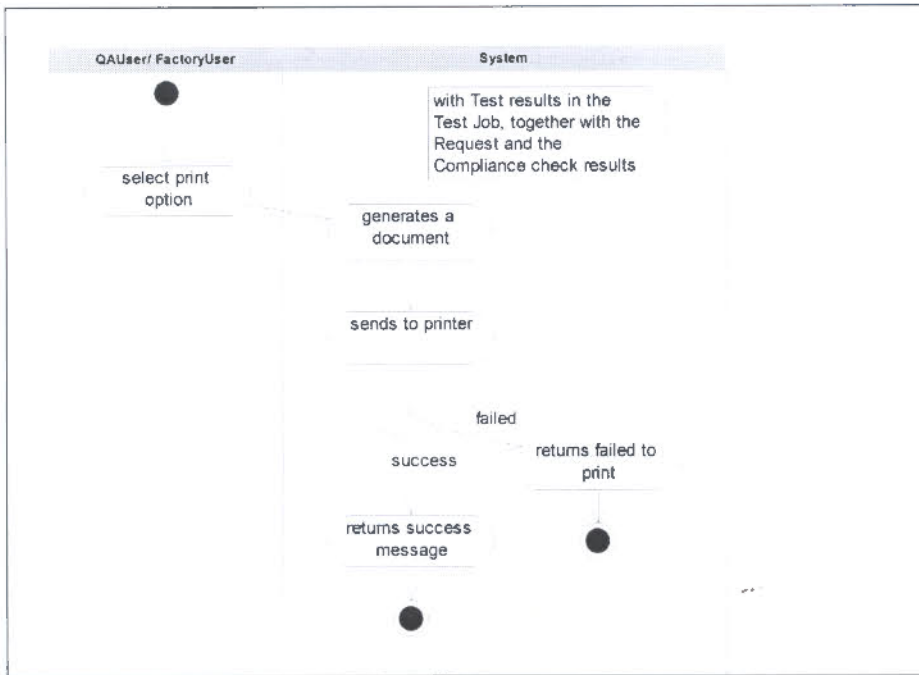 QAUser/ FactoryUser
System
with Test results in the
Test Job, together with the
Request and the
Compliance check results
select print
option
generates a
document
sends to printer
failed
success
returns failed to
print
returns success
message